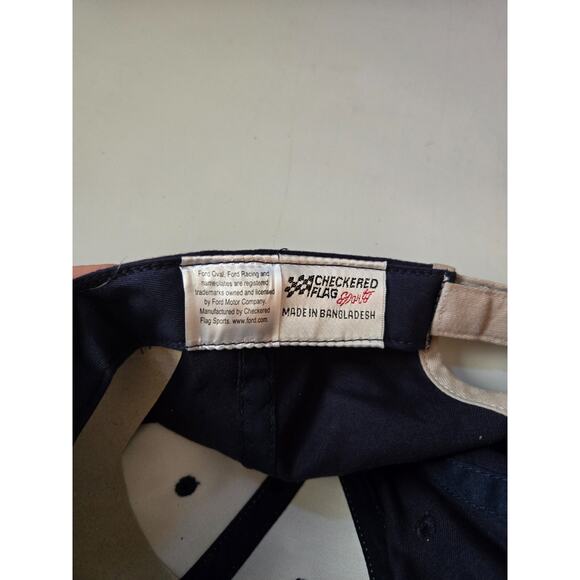 Ford Oval, Ford Racing and
nameplates are registered
trademarks owned and licensed
by Ford Motor Company.
Manufactured by Checkered
Flag Sports. www.ford.com.
CHECKERED
FLAG Sports
MADE IN BANGLADESH